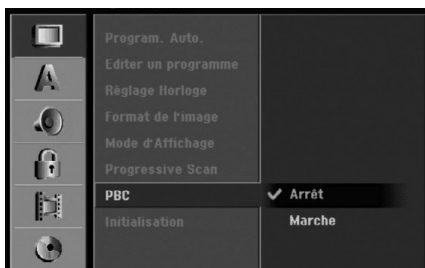 Program. Auto.
Editer un programme
Règlage Horloge
Format de l'image
Mode d'Affichage
Progressive Scan
PBC
Initialisation
✔ Arrêt
Marche